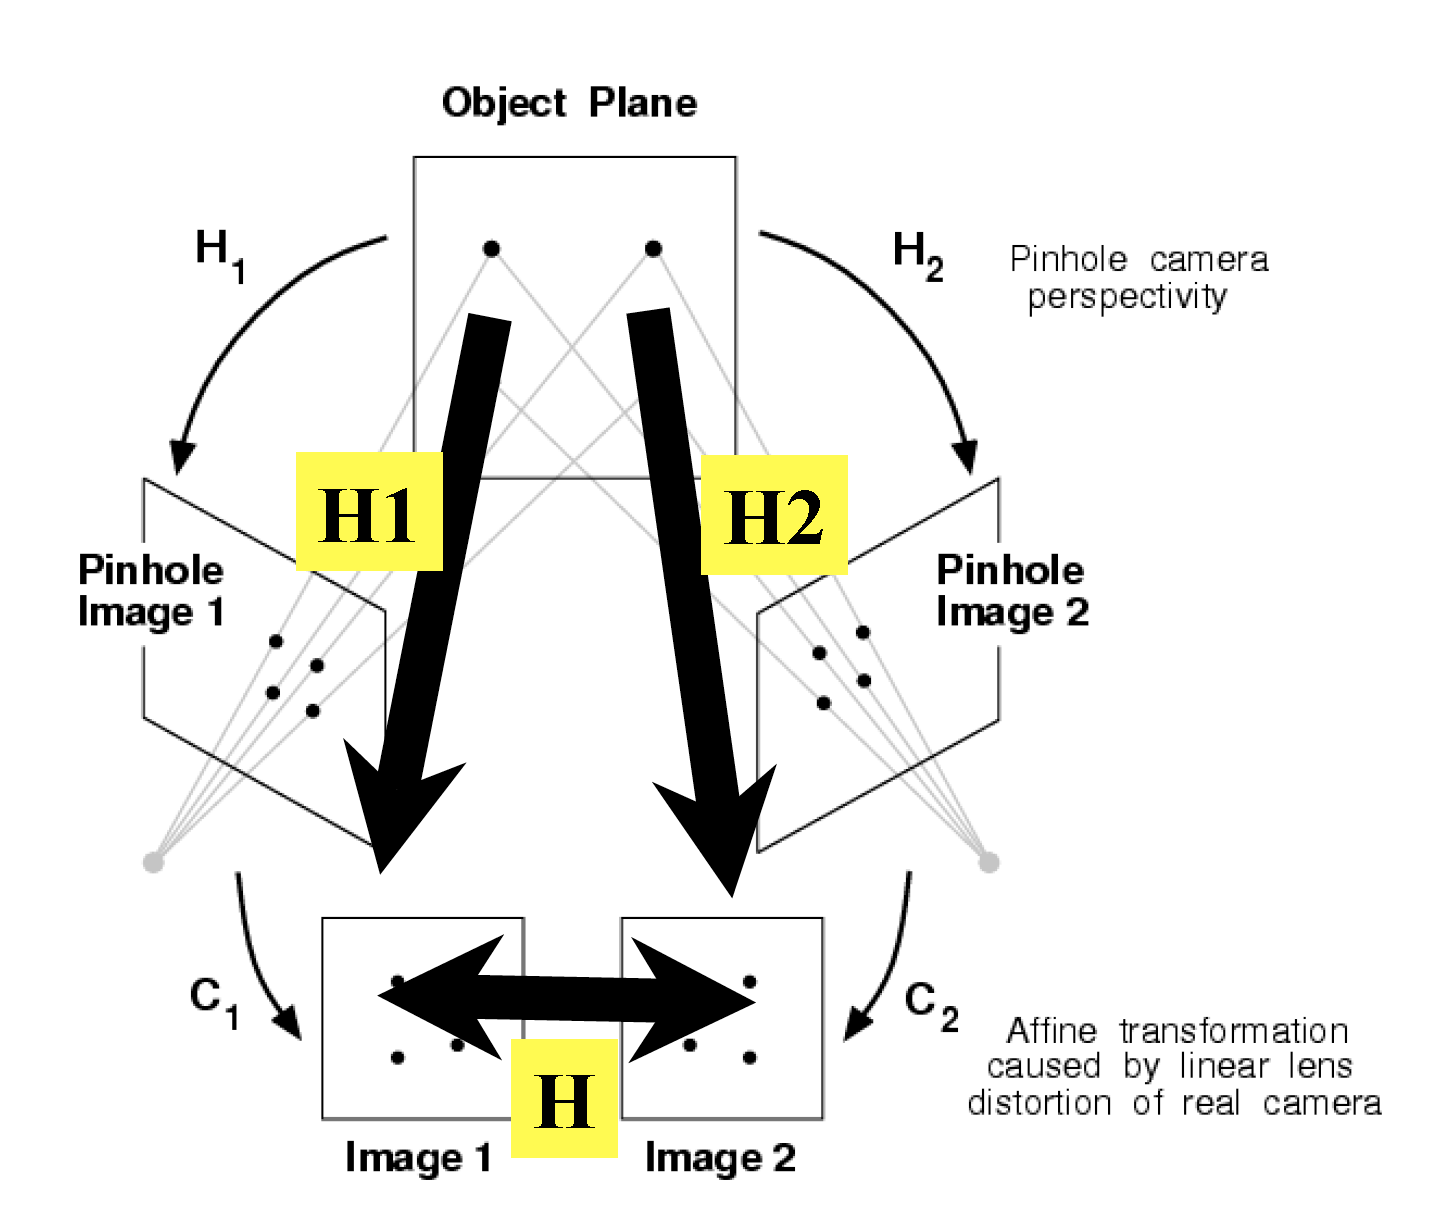 Object Plane
H1
H2
Pinhole camera
perspectivity
H1
H2
Pinhole
Image 1
Pinhole
Image 2
C1
C2
Affine transformation
caused by linear lens
distortion of real camera
H
Image 1
Image 2